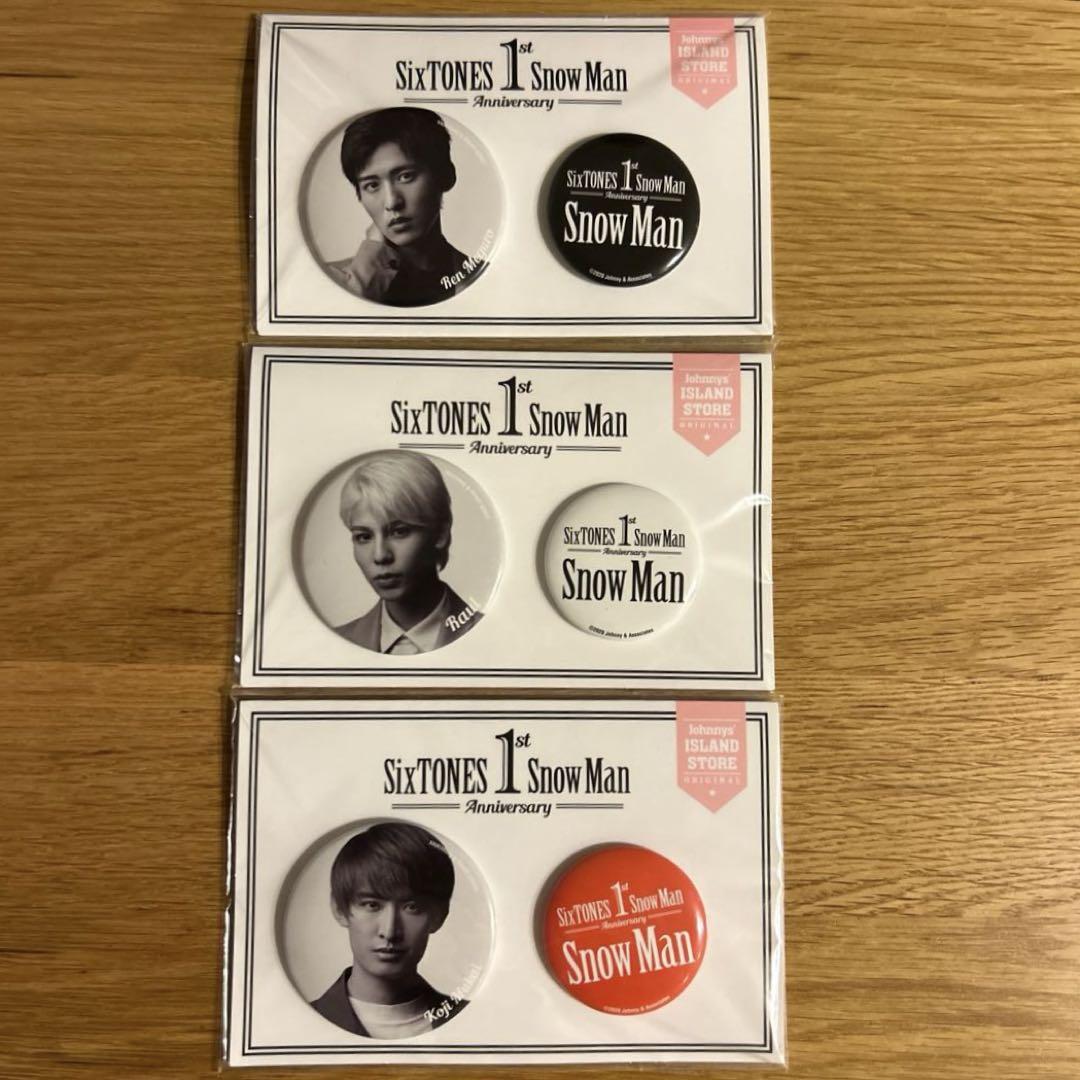 SixTONES 1st Snow Man
Anniversary
Johnnys'
ISLAND
STORE
ORIGINAL
Ren Meguro
SixTONES 1st Snow Man
Anniversary
Snow Man
©2020 Johnny & Associates
SixTONES 1st Snow Man
Anniversary
Johnnys'
ISLAND
STORE
ORIGINAL
Raul
SixTONES 1st Snow Man
Anniversary
Snow Man
©2020 Johnny & Associates
SixTONES 1st Snow Man
Anniversary
Johnnys'
ISLAND
STORE
ORIGINAL
Koji Mukai
SixTONES 1st Snow Man
Anniversary
Snow Man
©2020 Johnny & Associates